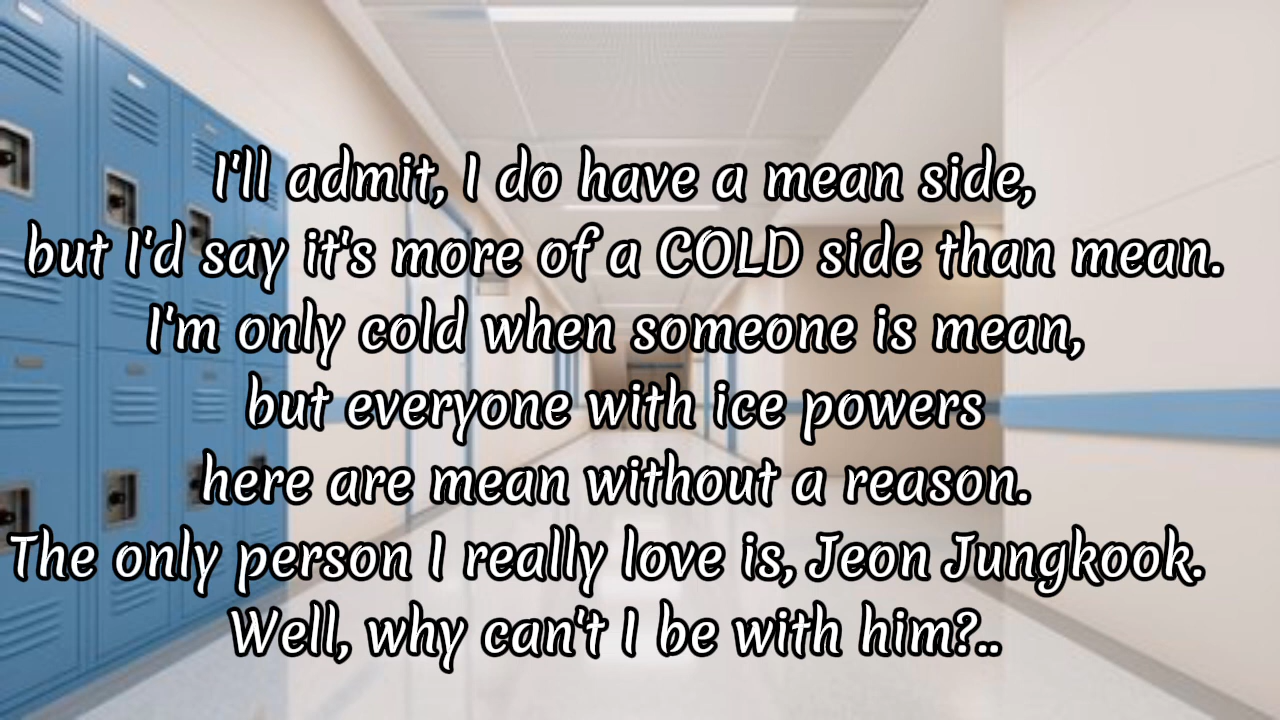 I'll admit, I do have a mean side,
but I'd say it's more of a COLD side than mean.
I'm only cold when someone is mean,
but everyone with ice powers
here are mean without a reason.
The only person I really love is, Jeon Jungkook.
Well, why can't I be with him?..